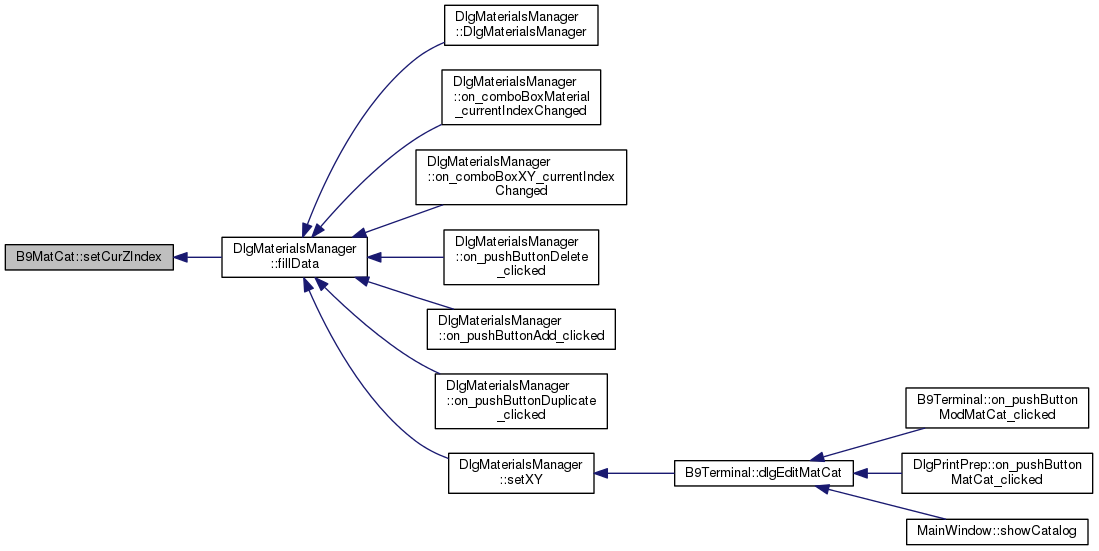 DlgMaterialsManager
::DlgMaterialsManager
DlgMaterialsManager
::on_comboBoxMaterial
_currentIndexChanged
DlgMaterialsManager
::on_comboBoxXY_currentIndex
Changed
B9MatCat::setCurZIndex
DlgMaterialsManager
::fillData
DlgMaterialsManager
::on_pushButtonDelete
_clicked
DlgMaterialsManager
::on_pushButtonAdd_clicked
DlgMaterialsManager
::on_pushButtonDuplicate
_clicked
DlgMaterialsManager
::setXY
B9Terminal::dlgEditMatCat
B9Terminal::on_pushButton
ModMatCat_clicked
DlgPrintPrep::on_pushButton
MatCat_clicked
MainWindow::showCatalog